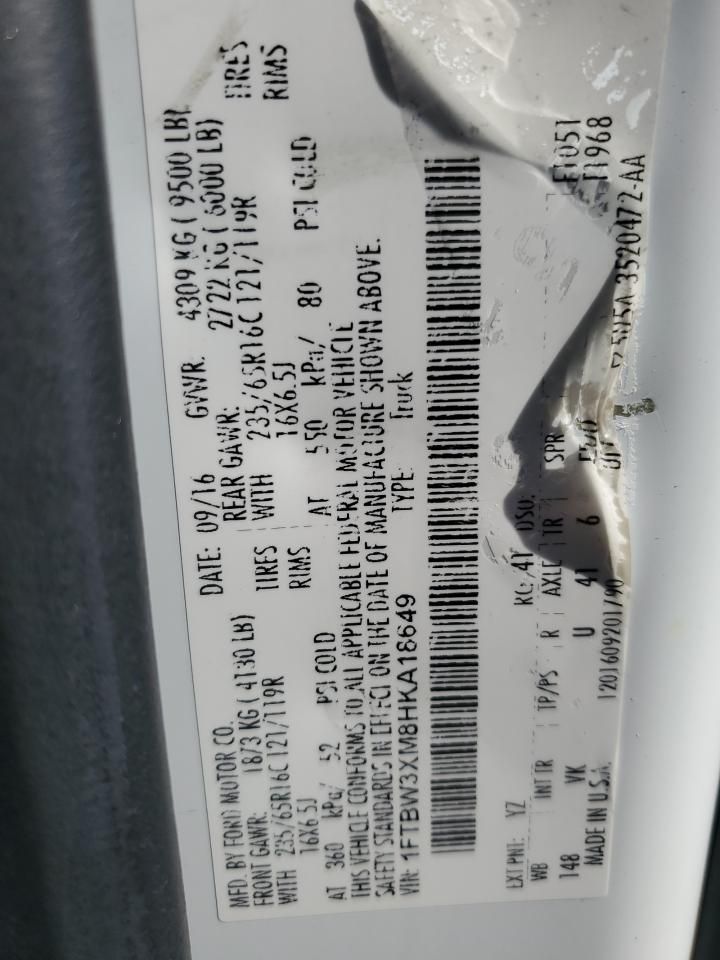 MFD. BY FORD MOTOR CO.
DATE: 09/16 GVWR: 4309 KG ( 9500 LB)
FRONT GAWR: 1873 KG ( 4130 LB)
REAR GAWR: 2722 KG ( 6000 LB)
WITH 235/65R16C 121/119R TIRES
WITH 235/65R16C 121/119R TIRES
16X6.5J RIMS
16X6.5J RIMS
AT 360 kPa/ 52 PSI COLD
AT 550 kPa/ 80 PSI COLD
THIS VEHICLE CONFORMS TO ALL APPLICABLE FEDERAL MOTOR VEHICLE
SAFETY STANDARDS IN EFFECT ON THE DATE OF MANUFACTURE SHOWN ABOVE.
VIN: 1FTBW3XM8HKA18649 TYPE: Truck
EXT PNT: YZ KG/41 DSO: FT051
WB INT TR TP/PS R AXLE TR SPR T1968
148 VK U 41 6
MADE IN U.S.A. 120160920179 3520472-AA